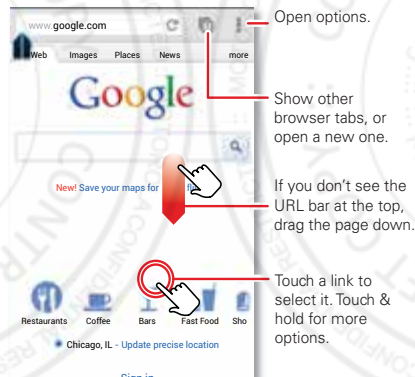 www.google.com
Open options.
Web Images Places News more
Google
Show other
browser tabs, or
open a new one.
New! Save your maps for
If you don't see the
URL bar at the top,
drag the page down.
Touch a link to
select it. Touch &
hold for more
options.
Restaurants Coffee Bars Fast Food Sho
Chicago, IL - Update precise location
Sign in